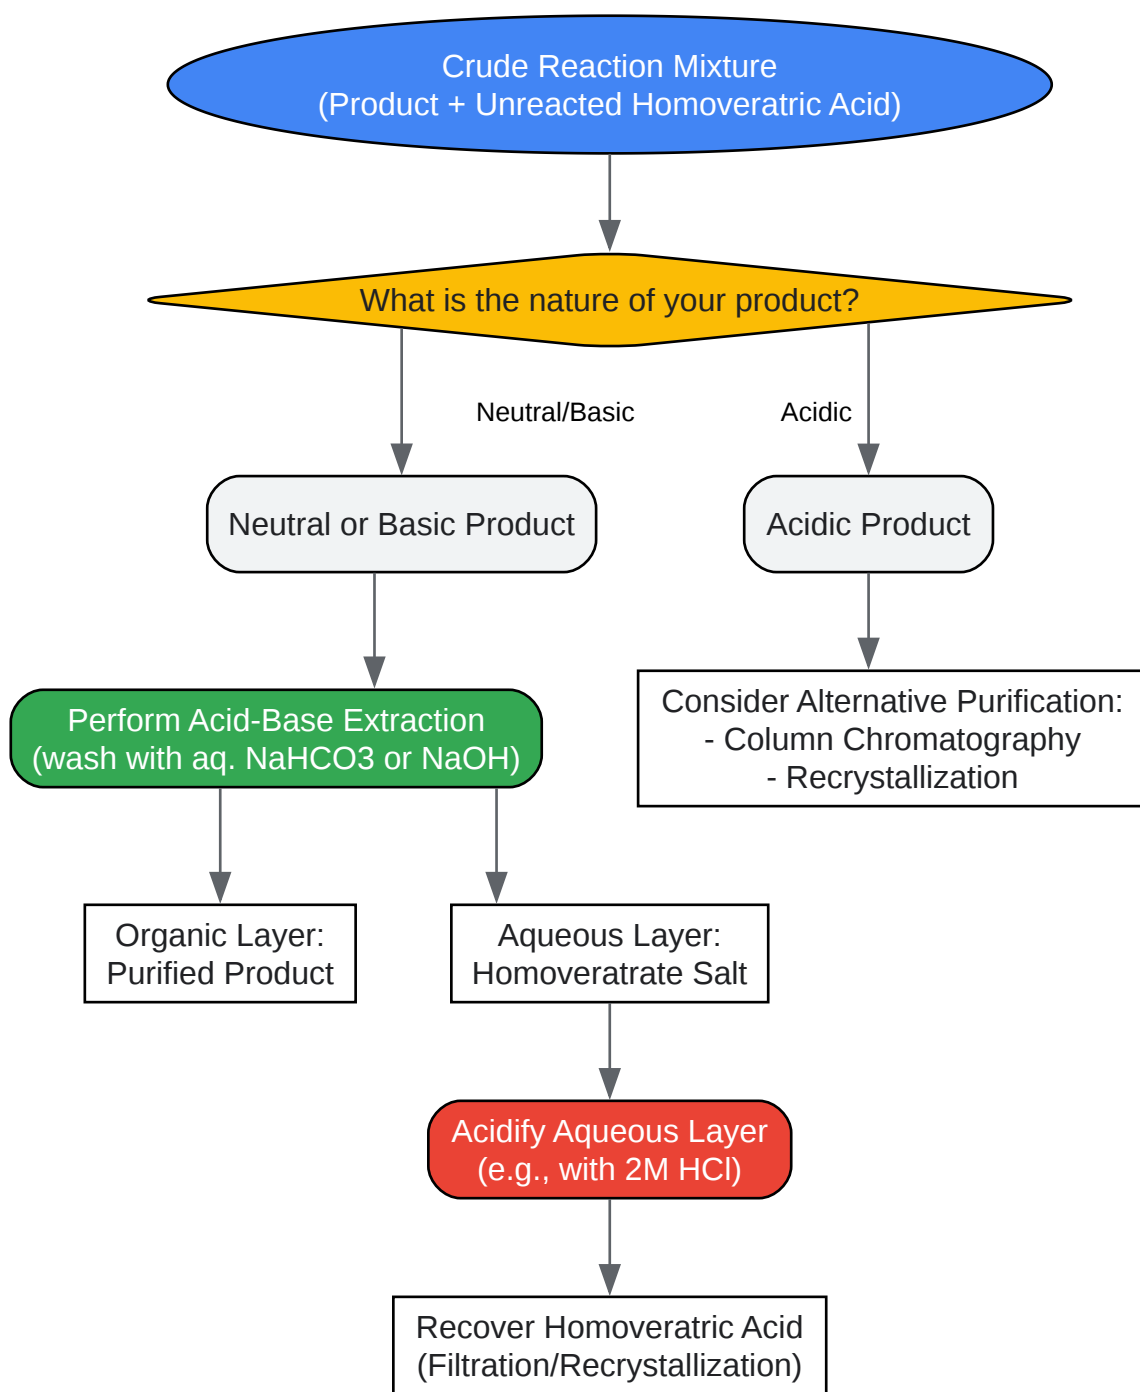 Crude Reaction Mixture
(Product + Unreacted Homoveratric Acid)
What is the nature of your product?
Neutral/Basic
Acidic
Neutral or Basic Product
Acidic Product
Perform Acid-Base Extraction
(wash with aq. NaHCO3 or NaOH)
Consider Alternative Purification:
- Column Chromatography
- Recrystallization
Organic Layer:
Purified Product
Aqueous Layer:
Homoveratrate Salt
Acidify Aqueous Layer
(e.g., with 2M HCl)
Recover Homoveratric Acid
(Filtration/Recrystallization)